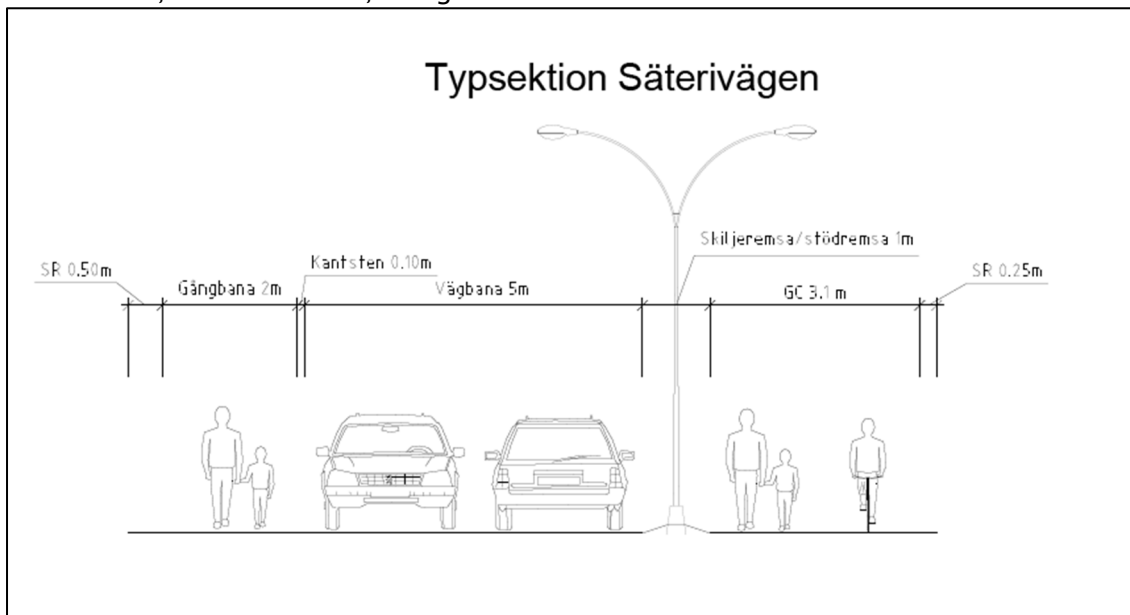 Typsektion Säterivägen
Skiljeremsa/stödremsa 1m
Kantsten 0.10m
SR 0.50m
SR 0.25m
Gångbana 2m
Vägbana 5m
GC 3.1 m